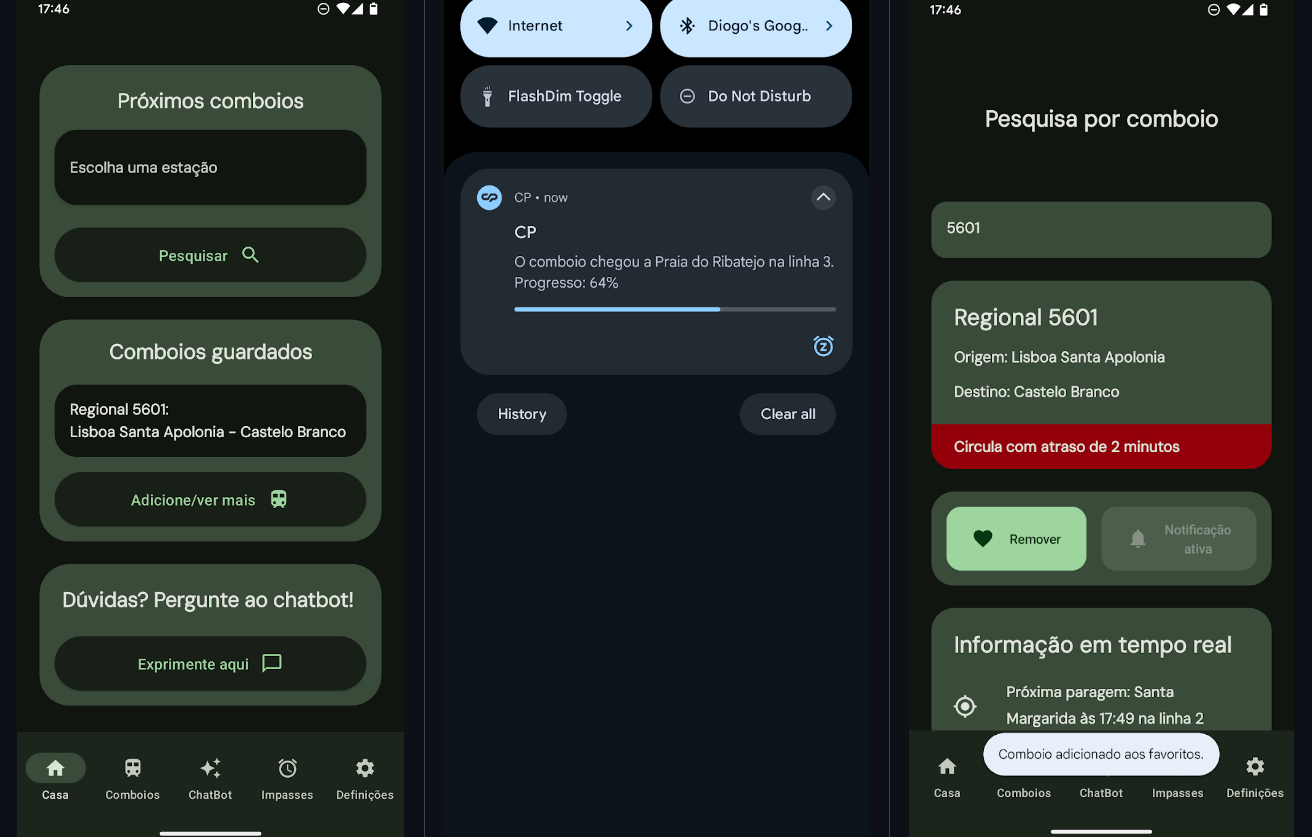 17:46
Próximos comboios
Escolha uma estação
Pesquisar
Comboios guardados
Regional 5601:
Lisboa Santa Apolonia - Castelo Branco
Adicione/ver mais
Dúvidas? Pergunte ao chatbot!
Exprimente aqui
Casa
Comboios
ChatBot
Impasses
Definições
Internet
Diogo's Goog..
FlashDim Toggle
Do Not Disturb
CP • now
CP
O comboio chegou a Praia do Ribatejo na linha 3.
Progresso: 64%
History
Clear all
17:46
Pesquisa por comboio
5601
Regional 5601
Origem: Lisboa Santa Apolonia
Destino: Castelo Branco
Circula com atraso de 2 minutos
Remover
Notificação
ativa
Informação em tempo real
Próxima paragem: Santa
Margarida às 17:49 na linha 2
Comboio adicionado aos favoritos.
Casa
Comboios
ChatBot
Impasses
Definições